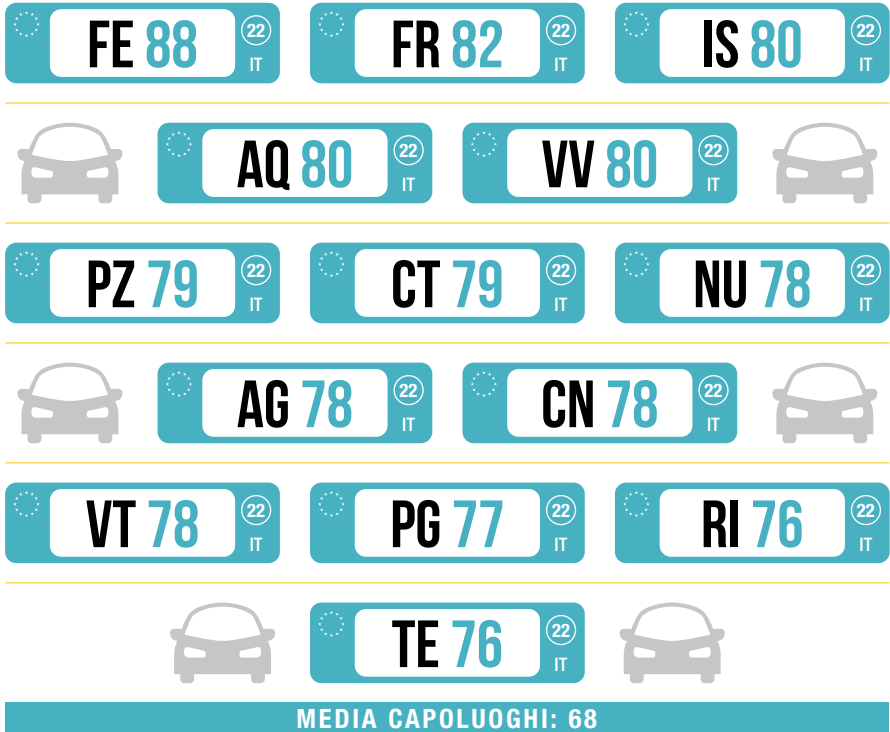 FE 88 22 IT
FR 82 22 IT
IS 80 22 IT
AQ 80 22 IT
VV 80 22 IT
PZ 79 22 IT
CT 79 22 IT
NU 78 22 IT
AG 78 22 IT
CN 78 22 IT
VT 78 22 IT
PG 77 22 IT
RI 76 22 IT
TE 76 22 IT
MEDIA CAPOLUOGHI: 68